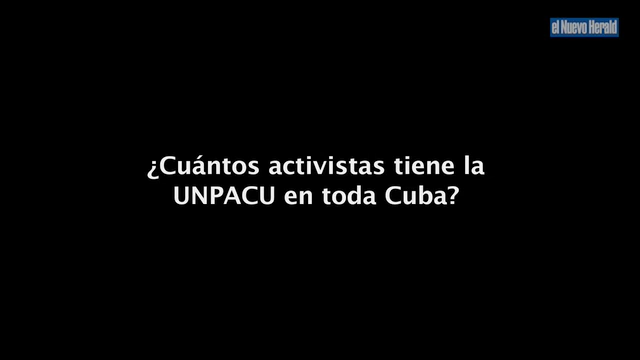 el Nuevo Herald
¿Cuántos activistas tiene la
UNPACU en toda Cuba?